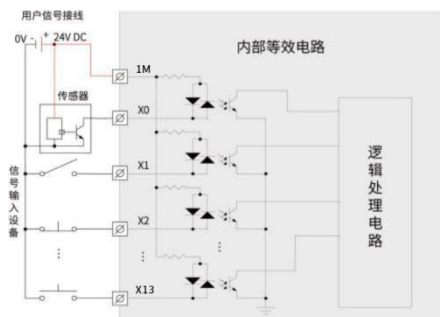 用户信号接线
0V - + 24V DC
内部等效电路
1M
传感器
X0
X1
信号输入设备
X2
逻辑处理电路
X13